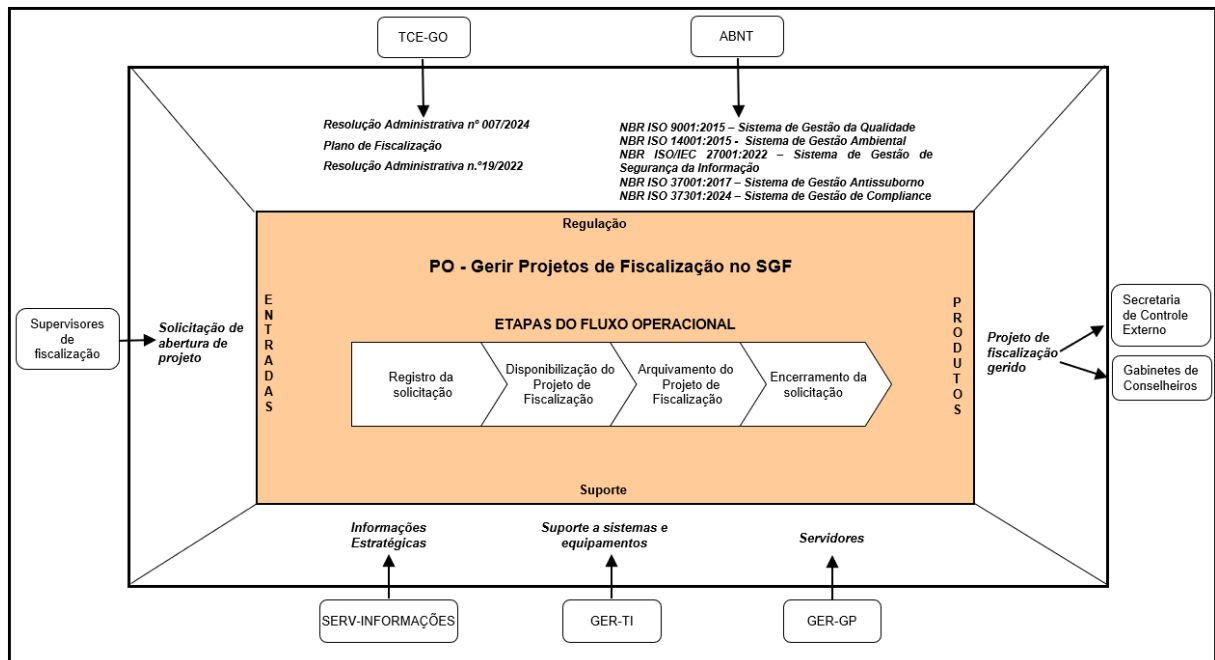 TCE-GO
ABNT
Resolução Administrativa nº 007/2024
Plano de Fiscalização
Resolução Administrativa n.º19/2022
NBR ISO 9001:2015 – Sistema de Gestão da Qualidade
NBR ISO 14001:2015 - Sistema de Gestão Ambiental
NBR ISO/IEC 27001:2022 – Sistema de Gestão de
Segurança da Informação
NBR ISO 37001:2017 – Sistema de Gestão Antissuborno
NBR ISO 37301:2024 – Sistema de Gestão de Compliance
Regulação
PO - Gerir Projetos de Fiscalização no SGF
Supervisores
de
fiscalização
Solicitação de
abertura de
projeto
ENTRADAS
ETAPAS DO FLUXO OPERACIONAL
Registro da
solicitação
Disponibilização do
Projeto de
Fiscalização
Arquivamento do
Projeto de
Fiscalização
Encerramento da
solicitação
PRODUTOS
Projeto de
fiscalização
gerido
Secretaria
de Controle
Externo
Gabinetes de
Conselheiros
Suporte
Informações
Estratégicas
Suporte a sistemas e
equipamentos
Servidores
SERV-INFORMAÇÕES
GER-TI
GER-GP